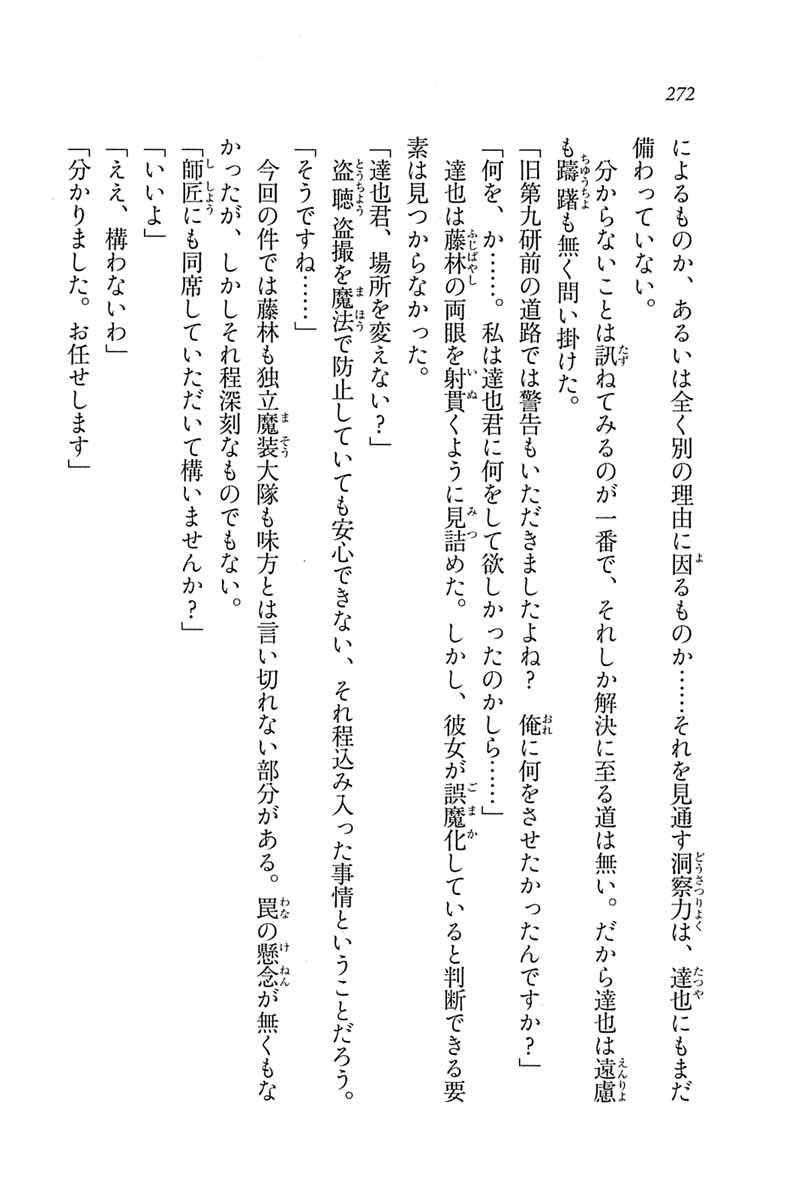 272
によるものか、あるいは全く別の理由に因るものか……それを見通す洞察力は、達也にもまだ
備わっていない。
分からないことは訊ねてみるのが一番で、それしか解決に至る道は無い。だから達也は遠慮
も躊躇も無く問い掛けた。
「旧第九研前の道路では警告もいただきましたよね?　俺に何をさせたかったんですか?」
「何を、か……。私は達也君に何をして欲しかったのかしら……」
達也は藤林の両眼を射貫くように見詰めた。しかし、彼女が誤魔化していると判断できる要
素は見つからなかった。
「達也君、場所を変えない?」
盗聴盗撮を魔法で防止していても安心できない、それ程込み入った事情ということだろう。
「そうですね……」
今回の件では藤林も独立魔装大隊も味方とは言い切れない部分がある。罠の懸念が無くもな
かったが、しかしそれ程深刻なものでもない。
「師匠にも同席していただいて構いませんか?」
「いいよ」
「ええ、構わないわ」
「分かりました。お任せします」